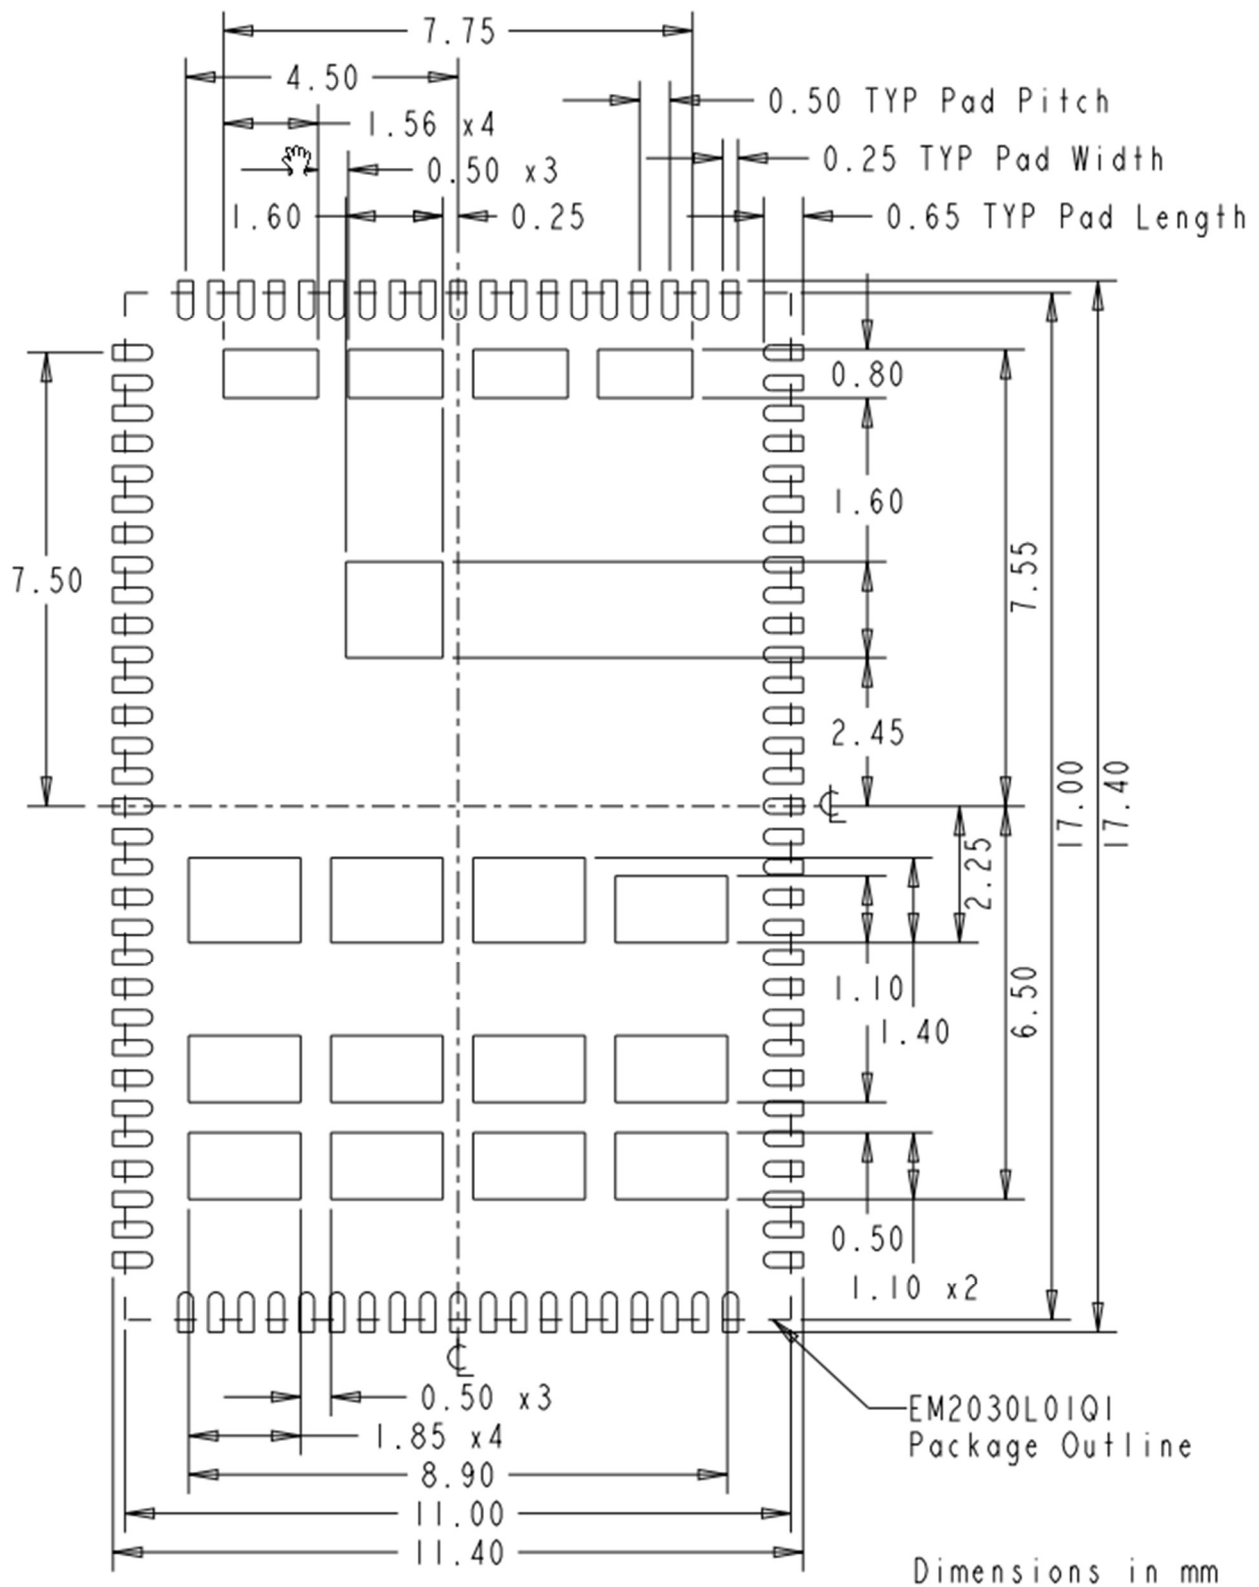 7.75
4.50
0.50 TYP Pad Pitch
1.56 x4
0.25 TYP Pad Width
0.50 x3
1.60
0.25
0.65 TYP Pad Length
0.80
1.60
7.55
7.50
2.45
17.00
17.40
2.25
1.10
6.50
1.40
0.50
1.10 x2
0.50 x3
EM2030L01QI
1.85 x4
Package Outline
8.90
11.00
11.40
Dimensions in mm